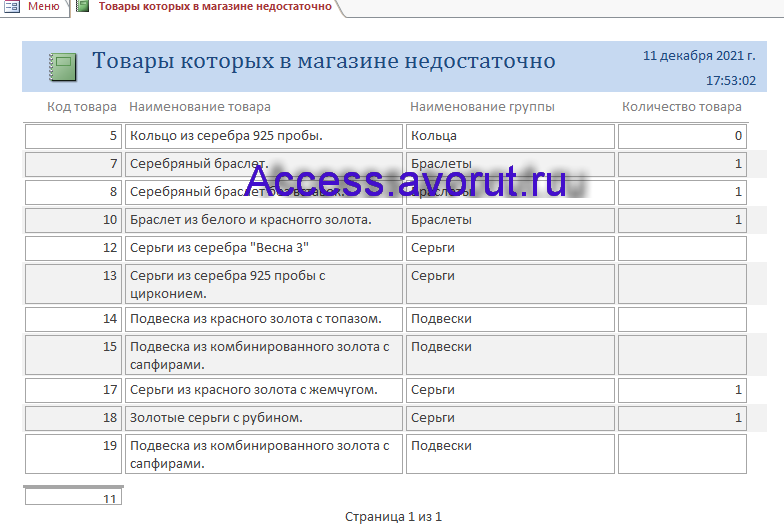 Меню Товары которых в магазине недостаточно
Товары которых в магазине недостаточно
11 декабря 2021 г.
17:53:02
Код товара Наименование товара Наименование группы Количество товара
5 Кольцо из серебра 925 пробы. Кольца 0
7 Серебряный браслет. Браслеты 1
Access.avorut.ru
8 Серебряный браслет без вставок. Браслеты 1
10 Браслет из белого и красного золота. Браслеты 1
12 Серьги из серебра "Весна 3" Серьги
13 Серьги из серебра 925 пробы с Серьги
цирконием.
14 Подвеска из красного золота с топазом. Подвески
15 Подвеска из комбинированного золота с Подвески
сапфирами.
17 Серьги из красного золота с жемчугом. Серьги 1
18 Золотые серьги с рубином. Серьги 1
19 Подвеска из комбинированного золота с Подвески
сапфирами.
11
Страница 1 из 1